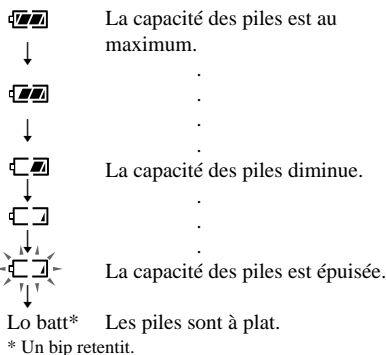 La capacité des piles est au
maximum.
.
.
.
.
La capacité des piles diminue.
.
.
.
La capacité des piles est épuisée.
Lo batt* Les piles sont à plat.
* Un bip retentit.